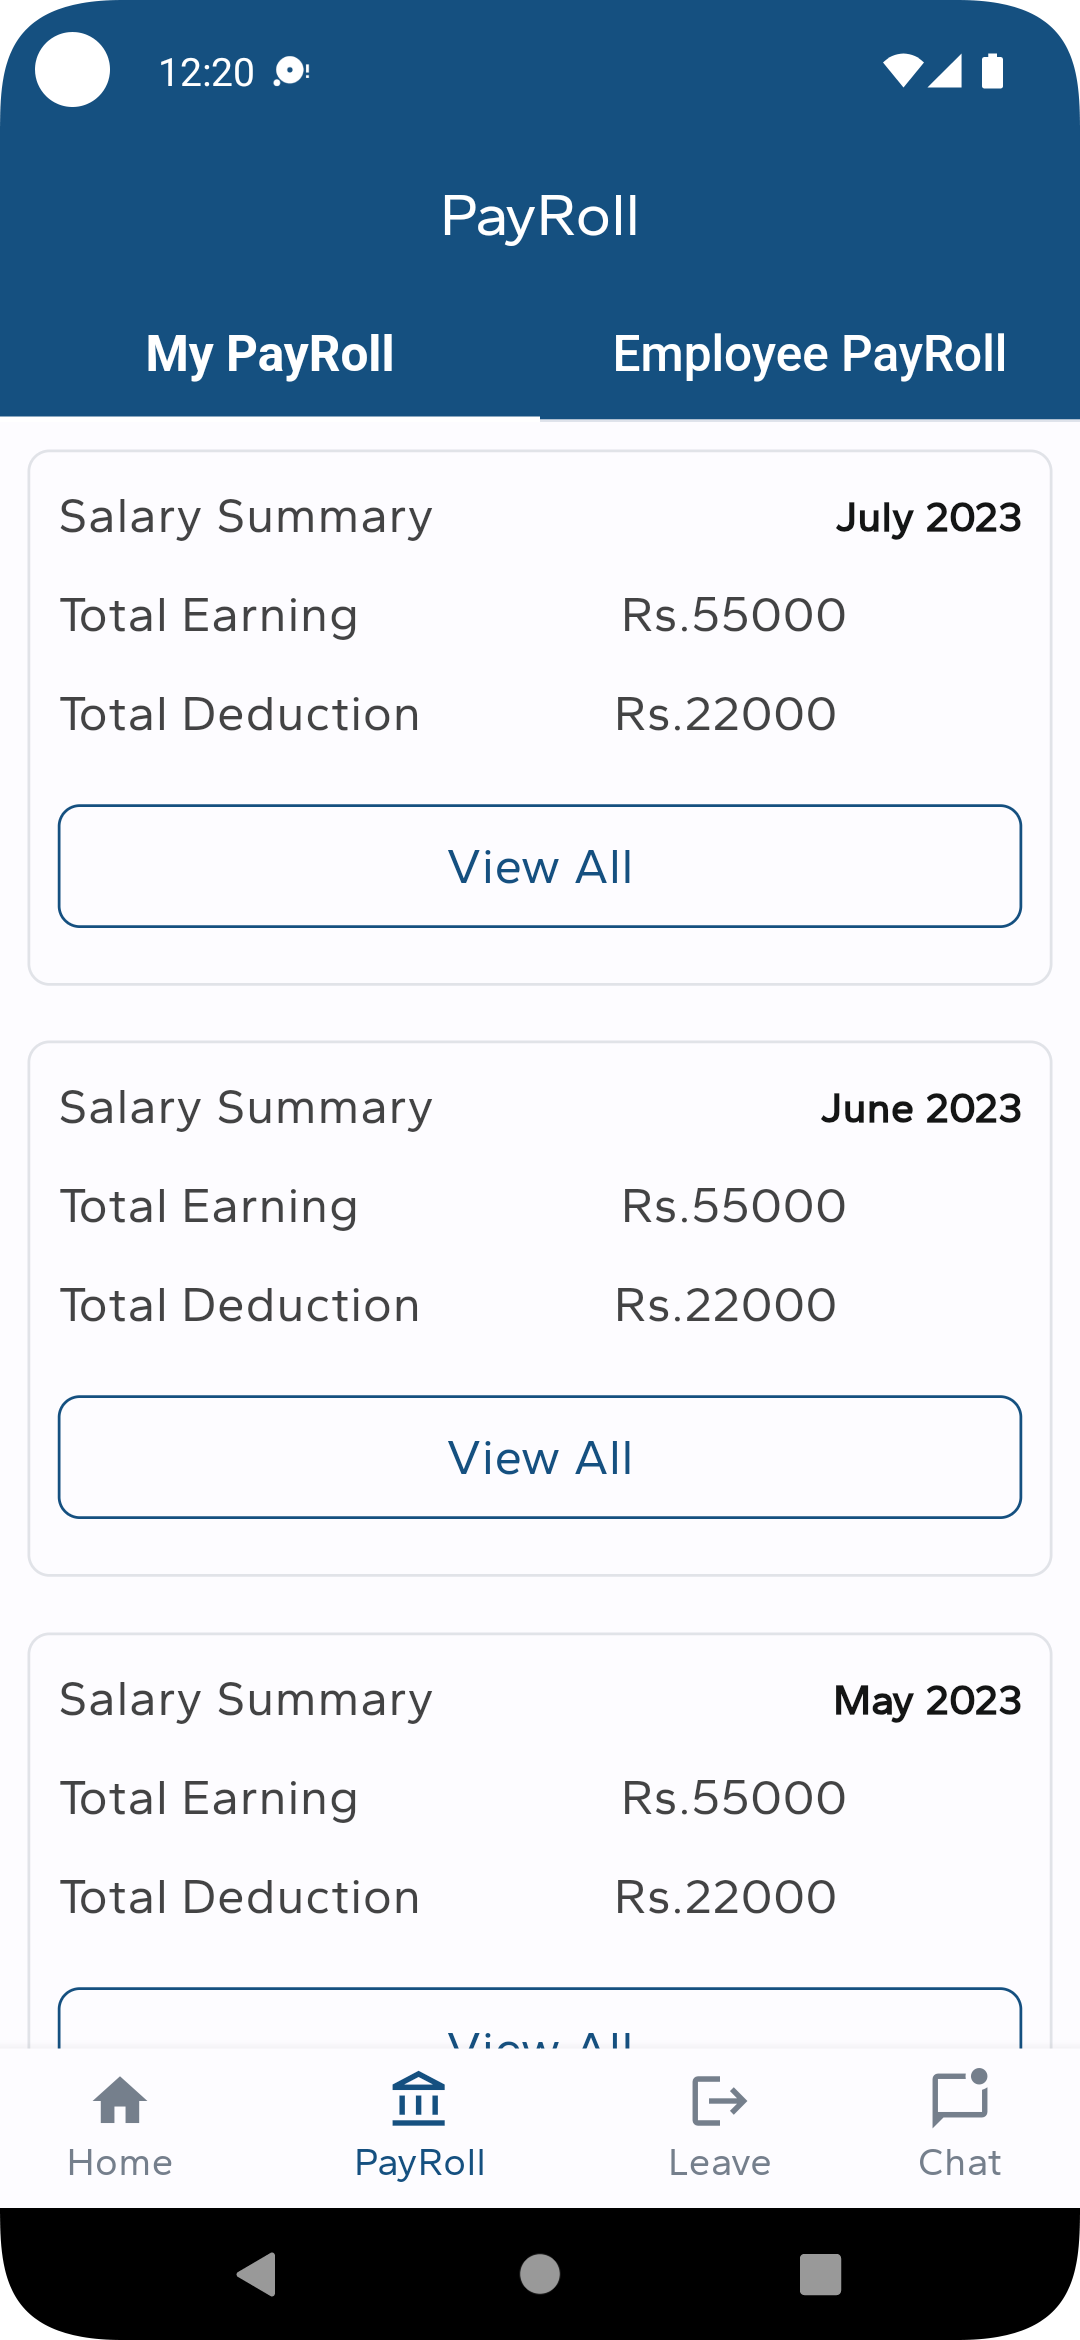 12:20
PayRoll
My PayRoll
Employee PayRoll
Salary Summary July 2023
Total Earning Rs.55000
Total Deduction Rs.22000
View All
Salary Summary June 2023
Total Earning Rs.55000
Total Deduction Rs.22000
View All
Salary Summary May 2023
Total Earning Rs.55000
Total Deduction Rs.22000
View All
Home PayRoll Leave Chat